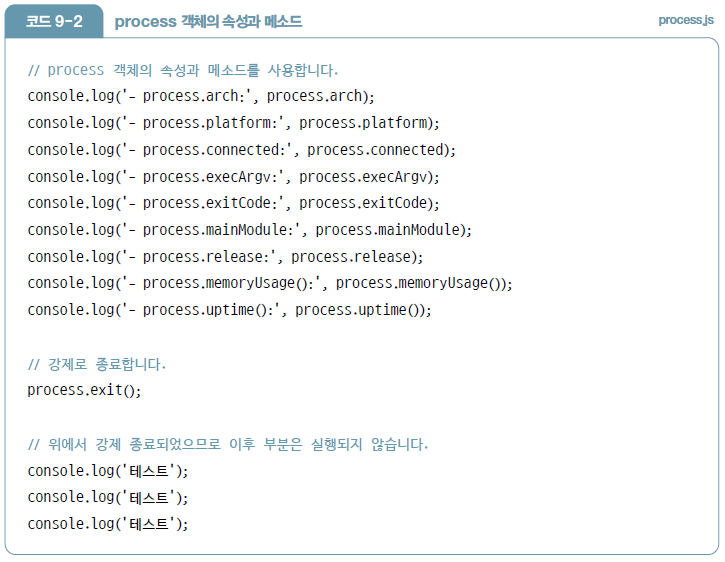 코드 9-2 process 객체의 속성과 메소드 process.js
// process 객체의 속성과 메소드를 사용합니다.
console.log('- process.arch:', process.arch);
console.log('- process.platform:', process.platform);
console.log('- process.connected:', process.connected);
console.log('- process.execArgv:', process.execArgv);
console.log('- process.exitCode:', process.exitCode);
console.log('- process.mainModule:', process.mainModule);
console.log('- process.release:', process.release);
console.log('- process.memoryUsage():', process.memoryUsage());
console.log('- process.uptime():', process.uptime());
// 강제로 종료합니다.
process.exit();
// 위에서 강제 종료되었으므로 이후 부분은 실행되지 않습니다.
console.log('테스트');
console.log('테스트');
console.log('테스트');